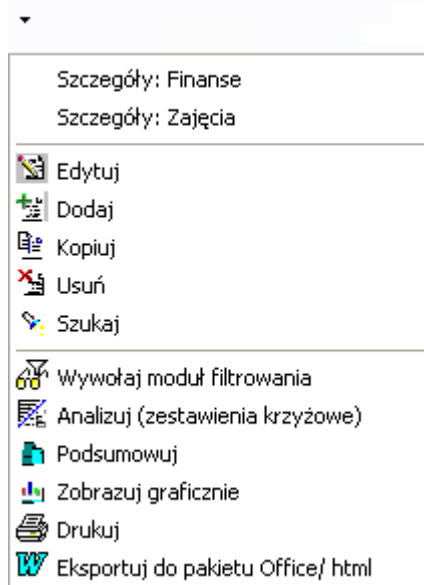 Szczegóły: Finanse
Szczegóły: Zajęcia
Edytuj
Dodaj
Kopiuj
Usuń
Szukaj
Wywołaj moduł filtrowania
Analizuj (zestawienia krzyżowe)
Podsumowuj
Zobrazuj graficznie
Drukuj
Eksportuj do pakietu Office/ html